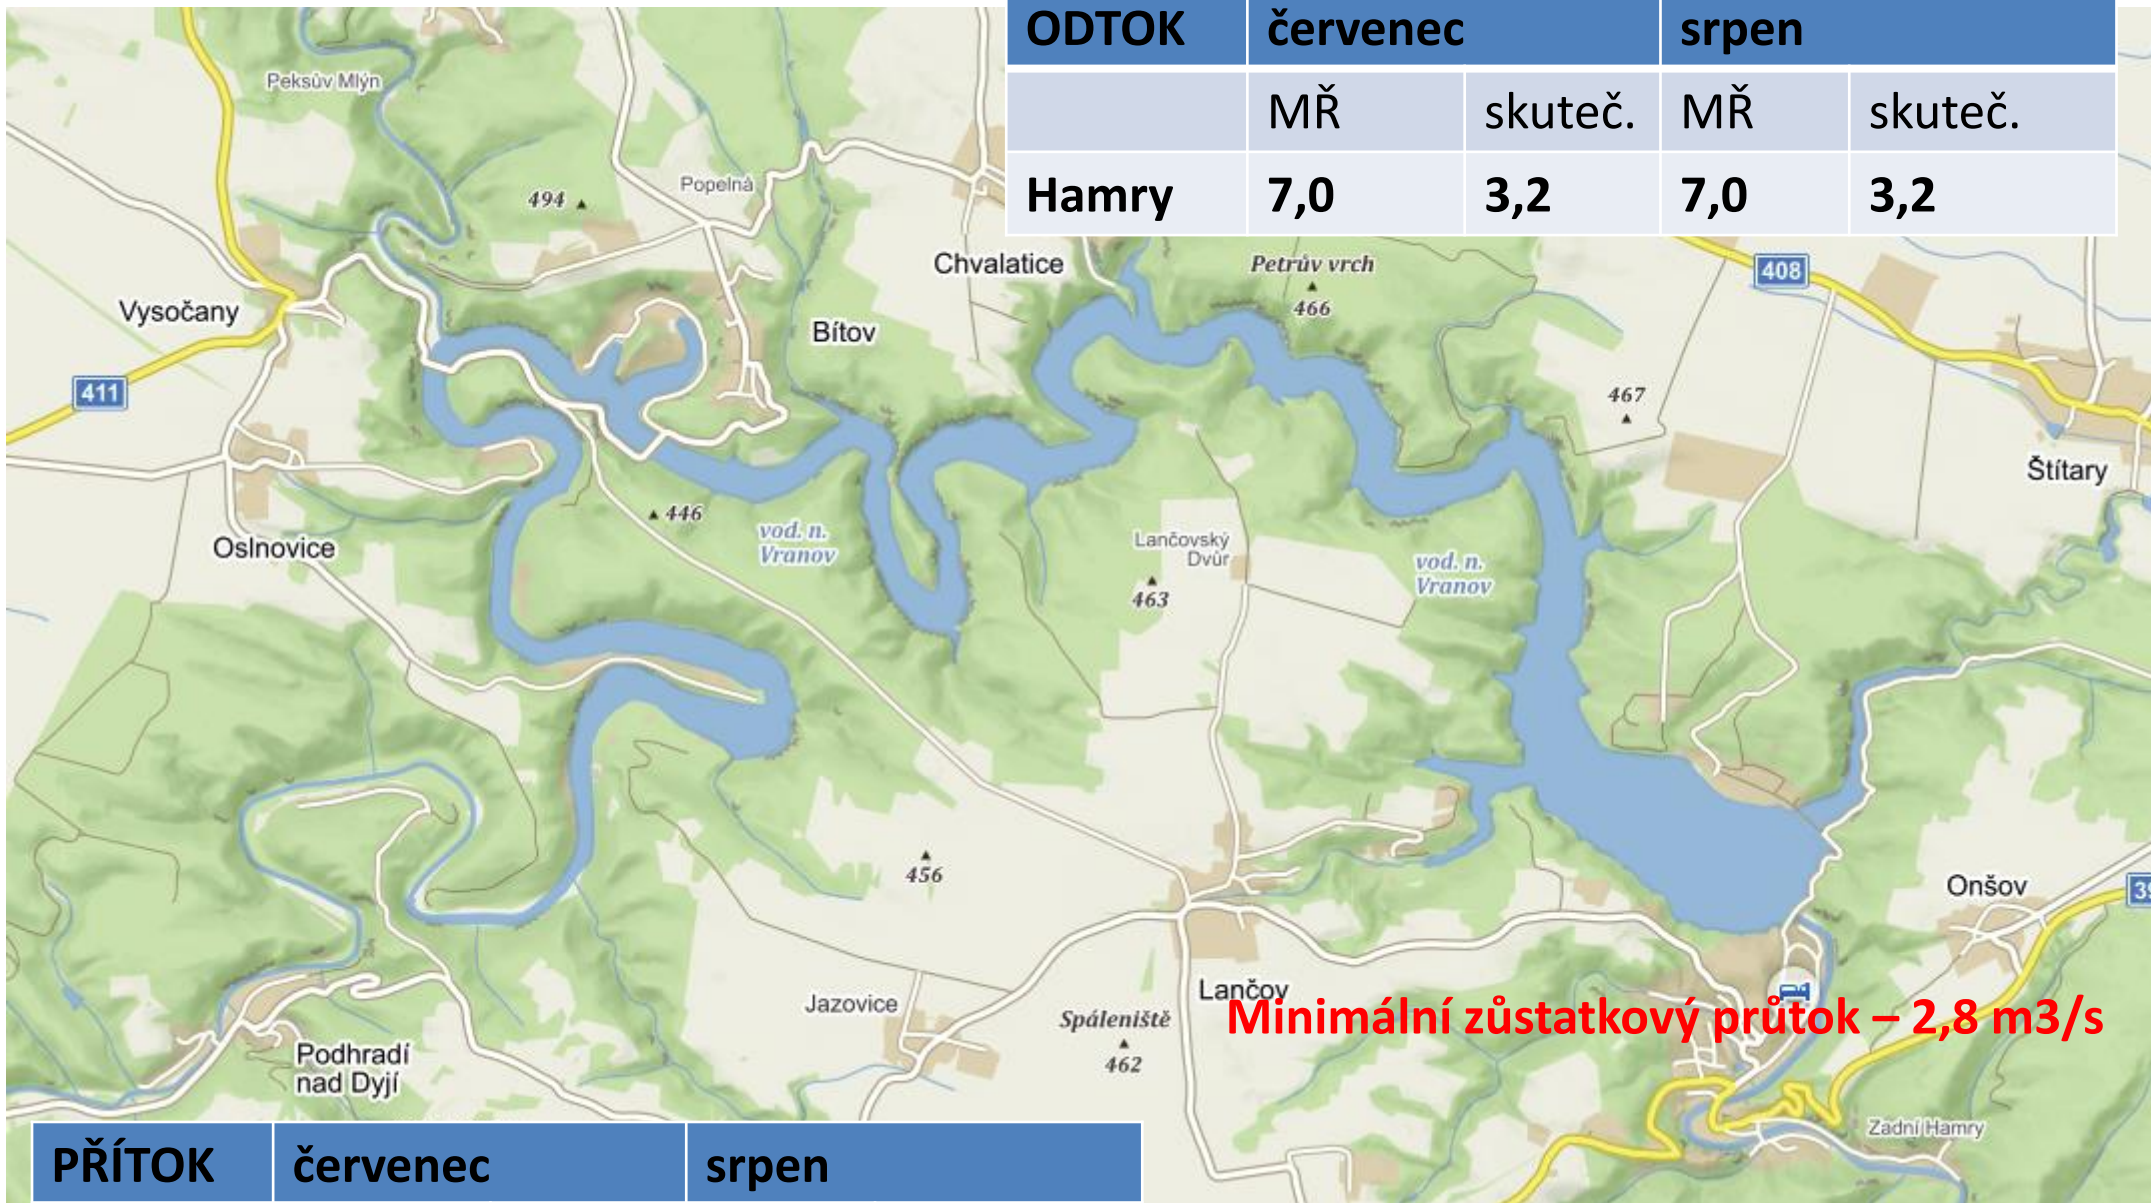 ODTOK červenec srpen
MŘ skuteč. MŘ skuteč.
Hamry 7,0 3,2 7,0 3,2
Peksův Mlýn
494
Popelná
Chvalatice
Petrův vrch
466
408
Vysočany
Bítov
411
467
Štítary
446
vod. n.
Vranov
Oslnovice
Lančovský
Dvůr
463
vod. n.
Vranov
456
Onšov
Jazovice
Lančov
Spáleniště
462
Minimální zůstatkový průtok – 2,8 m3/s
Podhradí
nad Dyjí
Zadní Hamry
PŘÍTOK červenec srpen